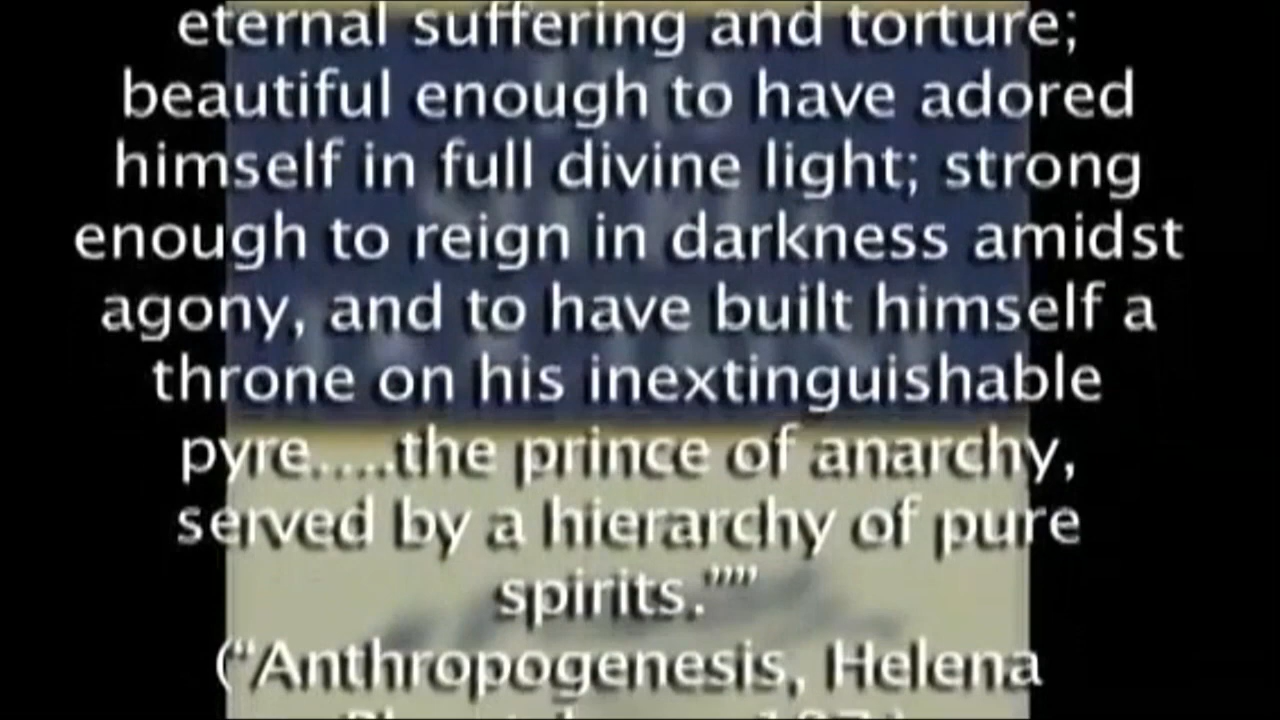 eternal suffering and torture;
beautiful enough to have adored
himself in full divine light; strong
enough to reign in darkness amidst
agony, and to have built himself a
throne on his inextinguishable
pyre.....the prince of anarchy,
served by a hierarchy of pure
spirits.””
(“Anthropogenesis, Helena